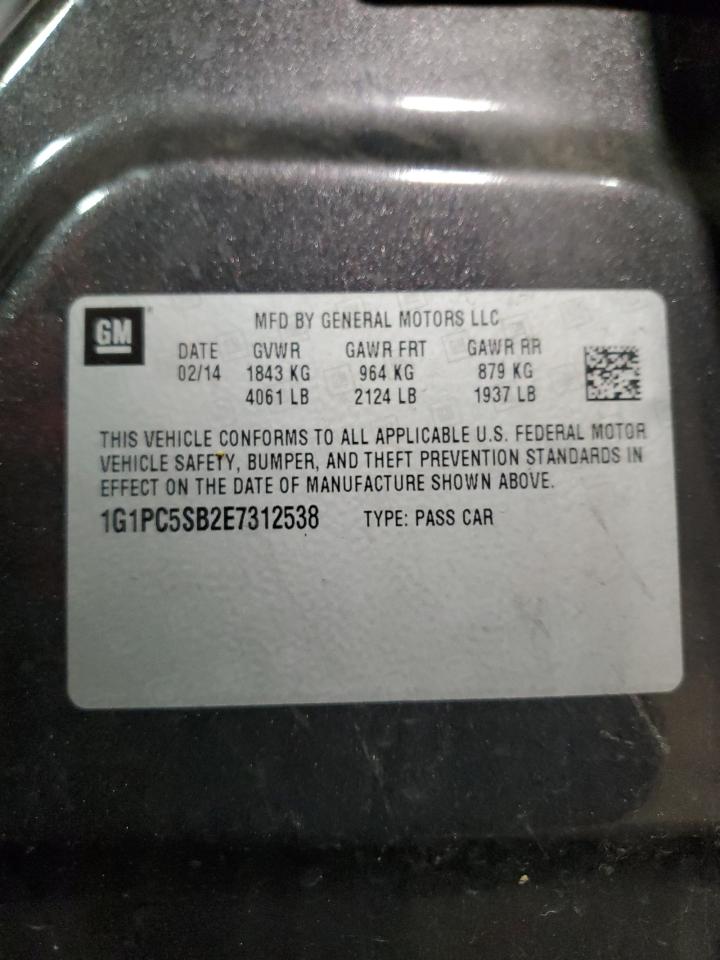 GM
MFD BY GENERAL MOTORS LLC
DATE GVWR GAWR FRT GAWR RR
02/14 1843 KG 964 KG 879 KG
4061 LB 2124 LB 1937 LB
THIS VEHICLE CONFORMS TO ALL APPLICABLE U.S. FEDERAL MOTOR
VEHICLE SAFETY, BUMPER, AND THEFT PREVENTION STANDARDS IN
EFFECT ON THE DATE OF MANUFACTURE SHOWN ABOVE.
1G1PC5SB2E7312538 TYPE: PASS CAR